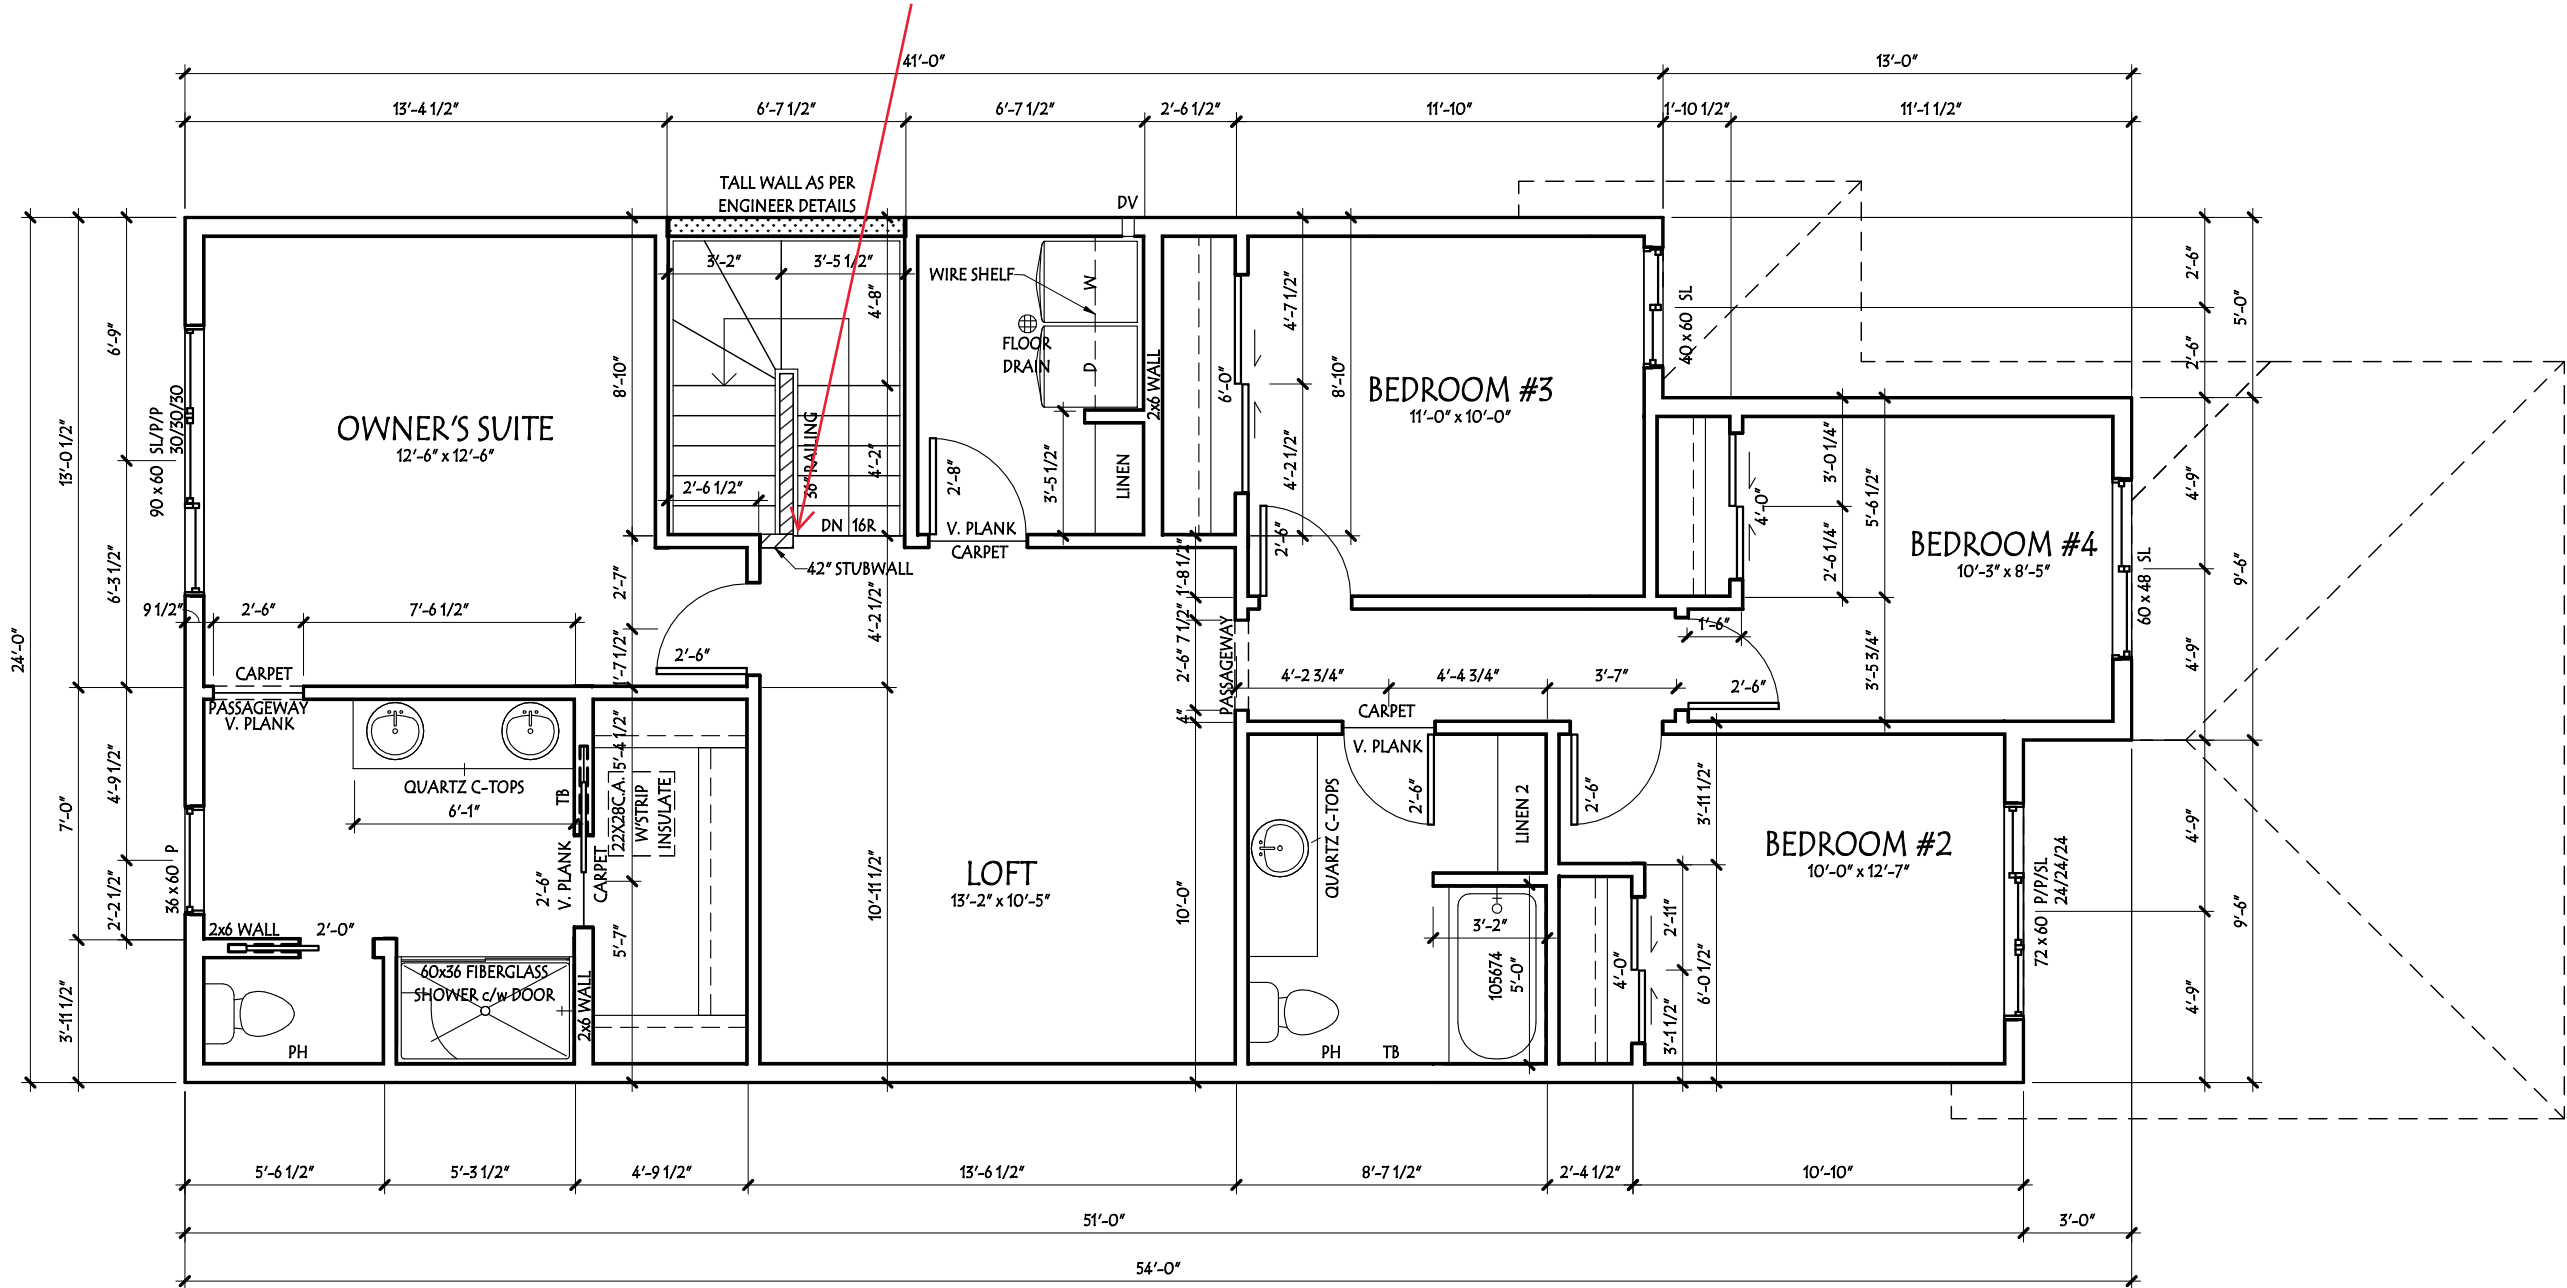 41'-0"
13'-0"
13'-4 1/2"
6'-7 1/2"
6'-7 1/2"
2'-6 1/2"
11'-10"
1'-10 1/2"
11'-1 1/2"
TALL WALL AS PER
ENGINEER DETAILS
DV
3'-2"
3'-5 1/2"
4'-8"
WIRE SHELF
W
FLOOR
DRAIN
D
2x6 WALL
6'-0"
4'-7 1/2"
8'-10"
40 x 60 SL
2'-6"
2'-6"
5'-0"
6'-9"
8'-10"
BEDROOM #3
11'-0" x 10'-0"
OWNER'S SUITE
12'-6" x 12'-6"
90 x 60 SL/P/P
30/30/30
13'-0 1/2"
36" RAILING
4'-2"
2'-6 1/2"
2'-8"
3'-5 1/2"
LINEN
4'-2 1/2"
3'-0 1/4"
5'-6 1/2"
4'-0"
4'-9"
DN 16R
V. PLANK
CARPET
2'-6"
2'-6 1/4"
BEDROOM #4
10'-3" x 8'-5"
60 x 48 SL
9'-6"
42" STUBWALL
6'-3 1/2"
2'-7"
1'-8 1/2"
9 1/2"
2'-6"
7'-6 1/2"
4'-2 1/2"
7 1/2"
1'-6"
24'-0"
1'-7 1/2"
2'-6"
2'-6"
PASSAGEWAY
4'-2 3/4"
4'-4 3/4"
3'-7"
2'-6"
3'-5 3/4"
4'-9"
CARPET
PASSAGEWAY
V. PLANK
4"
CARPET
V. PLANK
5'-4 1/2"
QUARTZ C-TOPS
6'-1"
TB
22X28C.A.
W'STRIP
INSULATE
4'-9 1/2"
7'-0"
QUARTZ C-TOPS
2'-6"
LINEN 2
2'-6"
3'-11 1/2"
4'-9"
BEDROOM #2
10'-0" x 12'-7"
LOFT
13'-2" x 10'-5"
36 x 60 P
2'-2 1/2"
2'-6"
V. PLANK
CARPET
10'-11 1/2"
10'-0"
72 x 60 P/P/SL
24/24/24
9'-6"
2x6 WALL
2'-0"
5'-7"
3'-2"
2'-11"
6'-0 1/2"
4'-0"
60x36 FIBERGLASS
SHOWER c/w DOOR
2x6 WALL
105674
5'-0"
3'-11 1/2"
3'-1 1/2"
4'-9"
PH
PH
TB
5'-6 1/2"
5'-3 1/2"
4'-9 1/2"
13'-6 1/2"
8'-7 1/2"
2'-4 1/2"
10'-10"
51'-0"
3'-0"
54'-0"